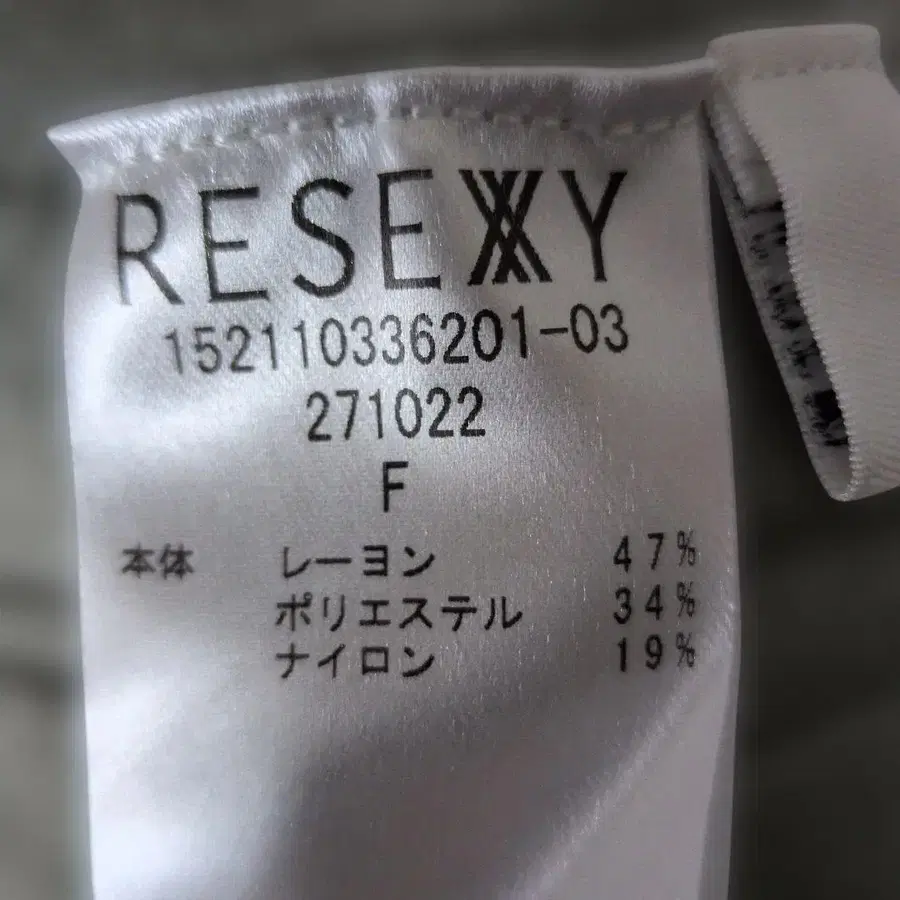 RESEXXY
152110336201-03
271022
F
本体 レーヨン 47%
ポリエステル 34%
ナイロン 19%